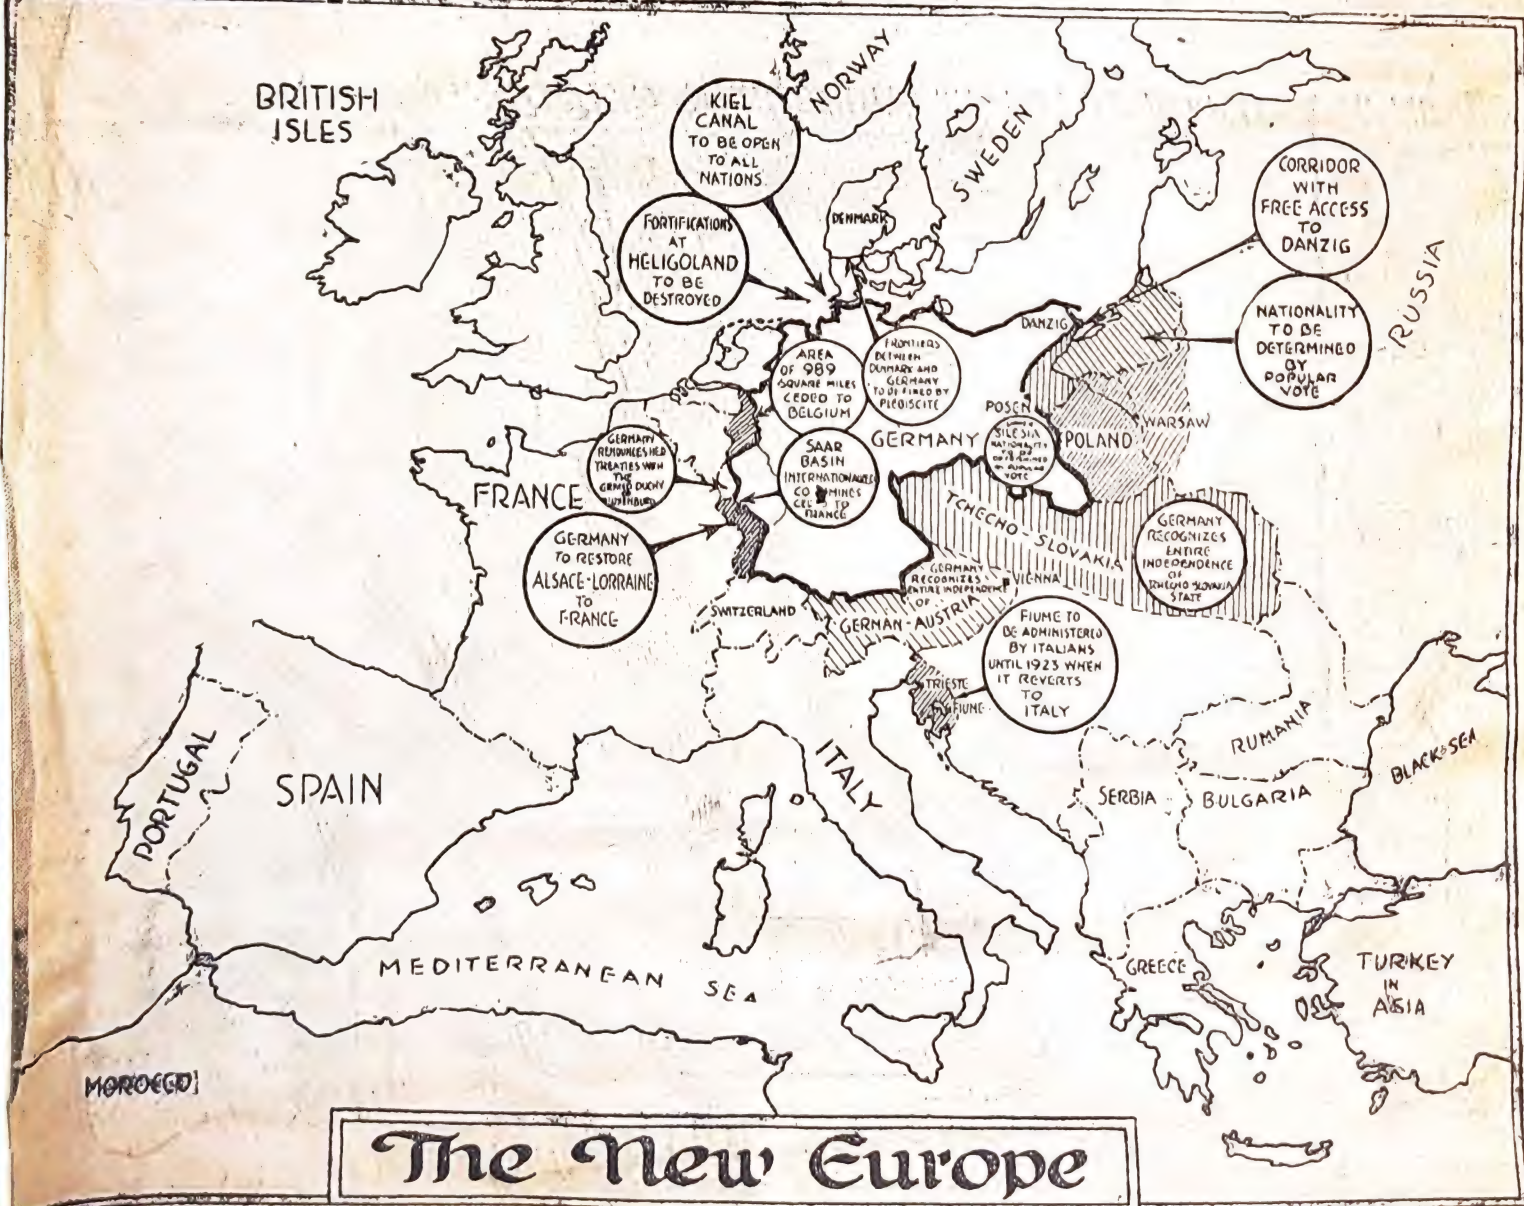 BRITISH
ISLES
NORWAY
SWEDEN
KIEL
CANAL
TO BE OPEN
TO ALL
NATIONS
FORTIFICATIONS
AT
HELIGOLAND
TO BE
DESTROYED
DENMARK
CORRIDOR
WITH
FREE ACCESS
TO
DANZIG
NATIONALITY
TO BE
DETERMINED
BY
POPULAR
VOTE
RUSSIA
DANZIG
AREA
OF 989
SQUARE MILES
CEDED TO
BELGIUM
FRONTIERS
BETWEEN
DENMARK AND
GERMANY
TO BE FIXED BY
PLEBISCITE
POSEN
WARSAW
POLAND
GERMANY
SILESIA
NATIONALITY
TO BE
DETERMINED
BY POPULAR
VOTE
GERMANY
RENOUNCES HER
TREATIES WITH
THE
GRAND DUCHY
OF
LUXEMBURG
SAAR
BASIN
INTERNATIONALIZED
MINES
TO
FRANCE
FRANCE
GERMANY
TO RESTORE
ALSACE-LORRAINE
TO
FRANCE
TCHECHO-SLOVAKIA
GERMANY
RECOGNIZES
ENTIRE
INDEPENDENCE
OF
TCHECHO SLOVAKIA
STATE
GERMANY
RECOGNIZES
ENTIRE INDEPENDENCE
OF
GERMAN-AUSTRIA
VIENNA
SWITZERLAND
FIUME TO
BE ADMINISTERED
BY ITALIANS
UNTIL 1923 WHEN
IT REVERTS
TO
ITALY
TRIESTE
FIUME
ITALY
PORTUGAL
SPAIN
RUMANIA
BLACK SEA
SERBIA
BULGARIA
MEDITERRANEAN SEA
GREECE
TURKEY
IN
ASIA
MOROCCO
The New Europe